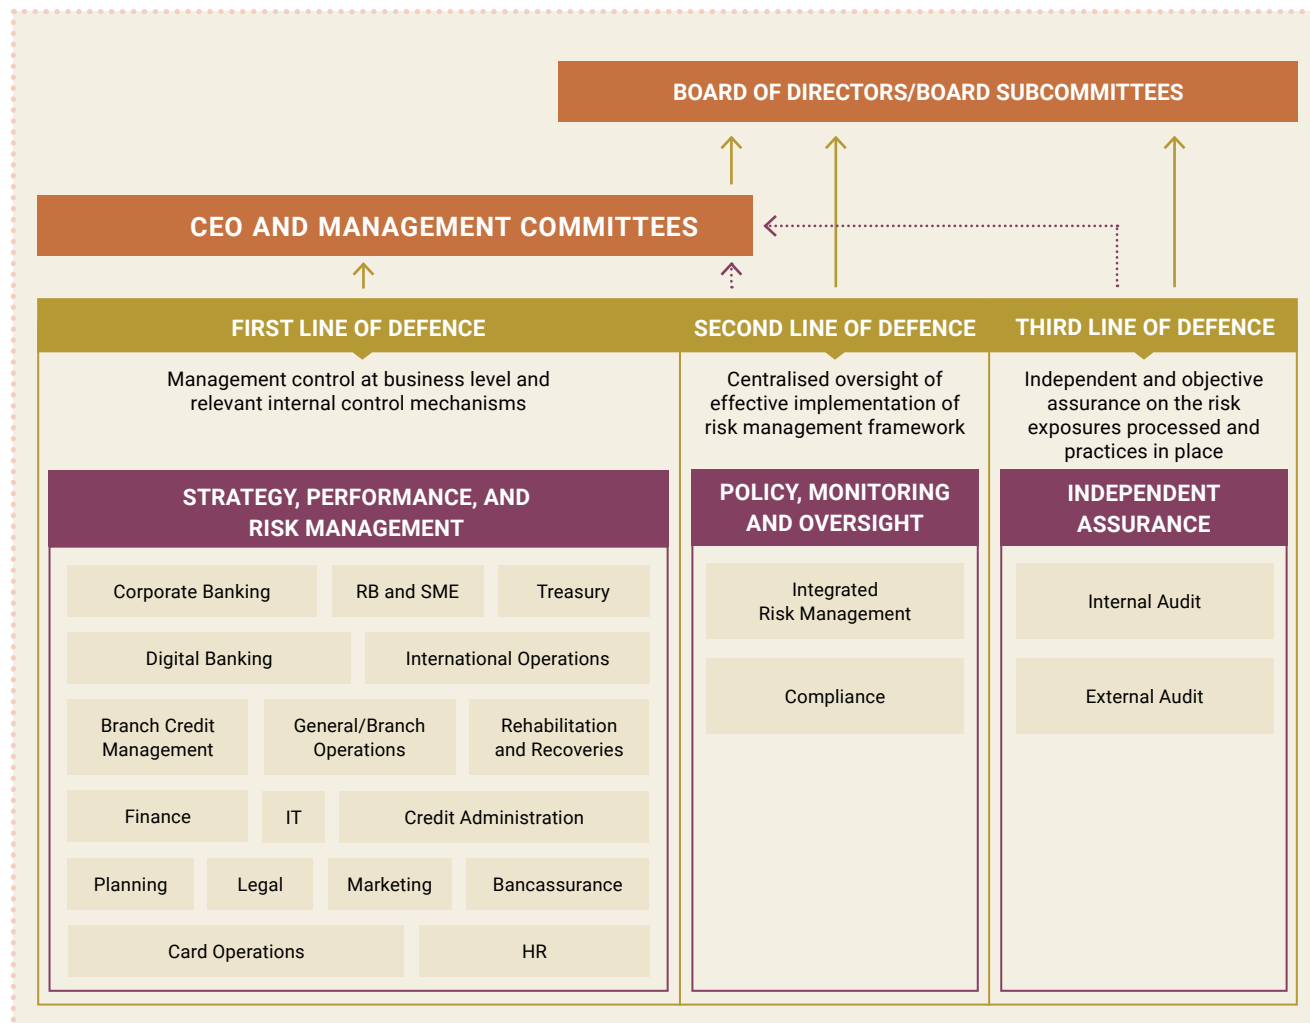 BOARD OF DIRECTORS/BOARD SUBCOMMITTEES
CEO AND MANAGEMENT COMMITTEES
FIRST LINE OF DEFENCE
Management control at business level and
relevant internal control mechanisms
STRATEGY, PERFORMANCE, AND
RISK MANAGEMENT
Corporate Banking
RB and SME
Treasury
Digital Banking
International Operations
Branch Credit
Management
General/Branch
Operations
Rehabilitation
and Recoveries
Finance
IT
Credit Administration
Planning
Legal
Marketing
Bancassurance
Card Operations
HR
SECOND LINE OF DEFENCE
Centralised oversight of
effective implementation of
risk management framework
POLICY, MONITORING
AND OVERSIGHT
Integrated
Risk Management
Compliance
THIRD LINE OF DEFENCE
Independent and objective
assurance on the risk
exposures processed and
practices in place
INDEPENDENT
ASSURANCE
Internal Audit
External Audit